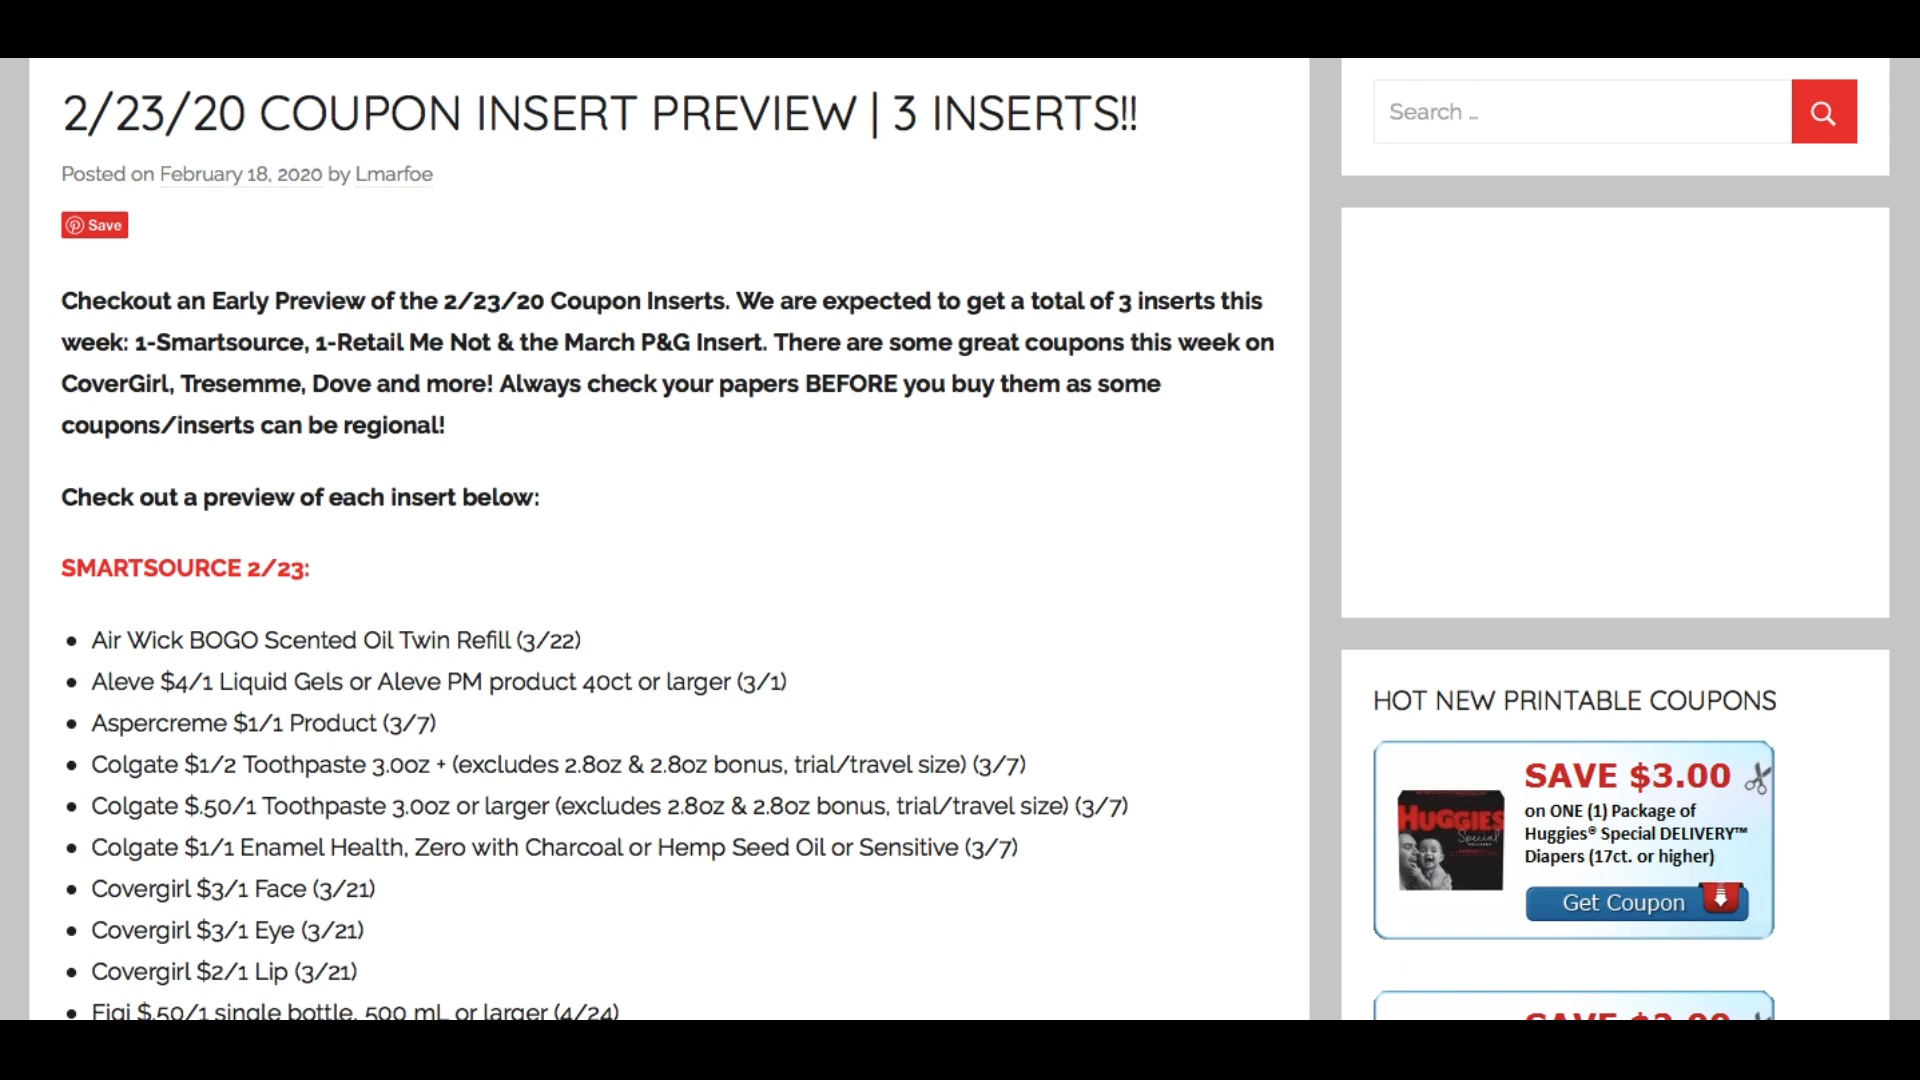 2/23/20 COUPON INSERT PREVIEW | 3 INSERTS!!
Posted on February 18, 2020 by Lmarfoe
Save
Checkout an Early Preview of the 2/23/20 Coupon Inserts. We are expected to get a total of 3 inserts this
week: 1-Smartsource, 1-Retail Me Not & the March P&G Insert. There are some great coupons this week on
CoverGirl, Tresemme, Dove and more! Always check your papers BEFORE you buy them as some
coupons/inserts can be regional!
Check out a preview of each insert below:
SMARTSOURCE 2/23:
• Air Wick BOGO Scented Oil Twin Refill (3/22)
• Aleve $4/1 Liquid Gels or Aleve PM product 40ct or larger (3/1)
• Aspercreme $1/1 Product (3/7)
• Colgate $1/2 Toothpaste 3.0oz + (excludes 2.8oz & 2.8oz bonus, trial/travel size) (3/7)
• Colgate $.50/1 Toothpaste 3.0oz or larger (excludes 2.8oz & 2.8oz bonus, trial/travel size) (3/7)
• Colgate $1/1 Enamel Health, Zero with Charcoal or Hemp Seed Oil or Sensitive (3/7)
• Covergirl $3/1 Face (3/21)
• Covergirl $3/1 Eye (3/21)
• Covergirl $2/1 Lip (3/21)
• Figi $.50/1 single bottle, 500 mL or larger (4/24)
Search …
HOT NEW PRINTABLE COUPONS
HUGGIES
Special
SAVE $3.00
on ONE (1) Package of
Huggies® Special DELIVERY™
Diapers (17ct. or higher)
Get Coupon